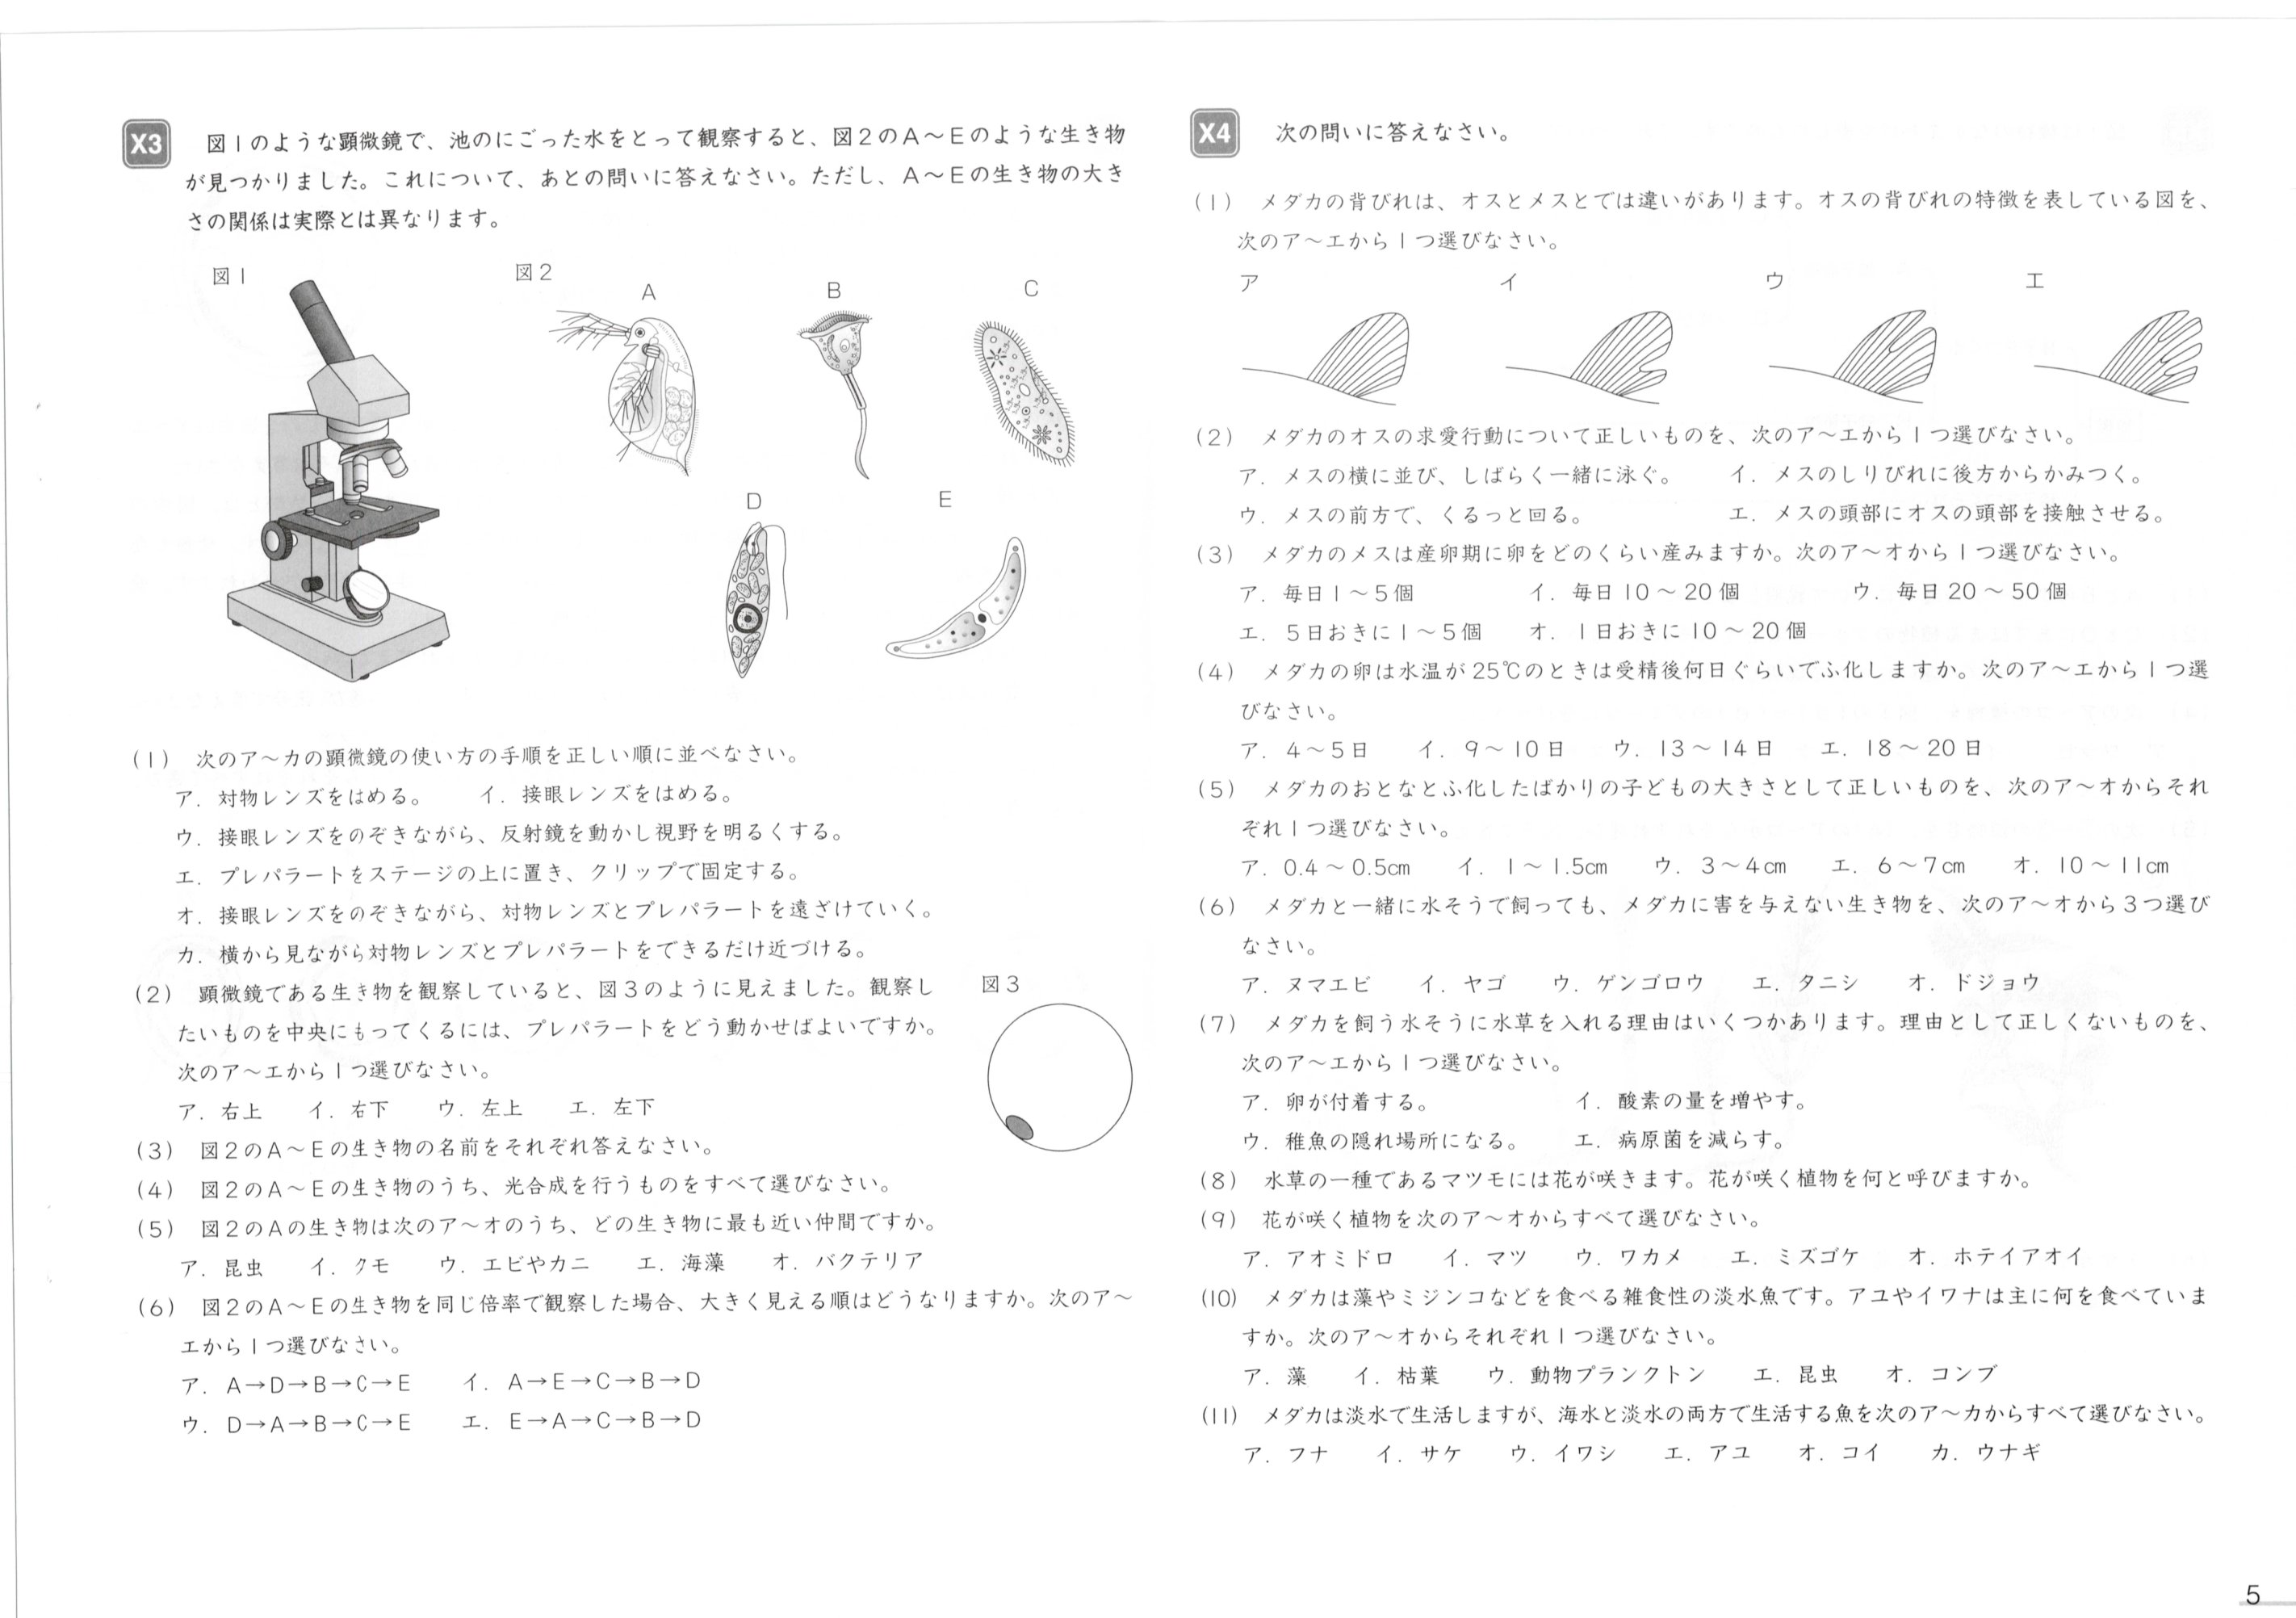 X3 図1のような顕微鏡で、池のにごった水をとって観察すると、図2のA～Eのような生き物
が見つかりました。これについて、あとの問いに答えなさい。ただし、A～Eの生き物の大き
さの関係は実際とは異なります。
図1
図2
A
B
C
D
E
(1) 次のア～カの顕微鏡の使い方の手順を正しい順に並べなさい。
ア. 対物レンズをはめる。 イ. 接眼レンズをはめる。
ウ. 接眼レンズをのぞきながら、反射鏡を動かし視野を明るくする。
エ. プレパラートをステージの上に置き、クリップで固定する。
オ. 接眼レンズをのぞきながら、対物レンズとプレパラートを遠ざけていく。
カ. 横から見ながら対物レンズとプレパラートをできるだけ近づける。
(2) 顕微鏡である生き物を観察していると、図3のように見えました。観察し
たいものを中央にもってくるには、プレパラートをどう動かせばよいですか。
次のア～エから1つ選びなさい。
ア. 右上 イ. 右下 ウ. 左上 エ. 左下
図3
(3) 図2のA～Eの生き物の名前をそれぞれ答えなさい。
(4) 図2のA～Eの生き物のうち、光合成を行うものをすべて選びなさい。
(5) 図2のAの生き物は次のア～オのうち、どの生き物に最も近い仲間ですか。
ア. 昆虫 イ. クモ ウ. エビやカニ エ. 海藻 オ. バクテリア
(6) 図2のA～Eの生き物を同じ倍率で観察した場合、大きく見える順はどうなりますか。次のア～
エから1つ選びなさい。
ア. A→D→B→C→E イ. A→E→C→B→D
ウ. D→A→B→C→E エ. E→A→C→B→D
X4 次の問いに答えなさい。
(1) メダカの背びれは、オスとメスとでは違いがあります。オスの背びれの特徴を表している図を、
次のア～エから1つ選びなさい。
ア イ ウ エ
(2) メダカのオスの求愛行動について正しいものを、次のア～エから1つ選びなさい。
ア. メスの横に並び、しばらく一緒に泳ぐ。 イ. メスのしりびれに後方からかみつく。
ウ. メスの前方で、くるっと回る。 エ. メスの頭部にオスの頭部を接触させる。
(3) メダカのメスは産卵期に卵をどのくらい産みますか。次のア～オから1つ選びなさい。
ア. 毎日1～5個 イ. 毎日10～20個 ウ. 毎日20～50個
エ. 5日おきに1～5個 オ. 1日おきに10～20個
(4) メダカの卵は水温が25℃のときは受精後何日ぐらいでふ化しますか。次のア～エから1つ選
びなさい。
ア. 4～5日 イ. 9～10日 ウ. 13～14日 エ. 18～20日
(5) メダカのおとなとふ化したばかりの子どもの大きさとして正しいものを、次のア～オからそれ
ぞれ1つ選びなさい。
ア. 0.4～0.5cm イ. 1～1.5cm ウ. 3～4cm エ. 6～7cm オ. 10～11cm
(6) メダカと一緒に水そうで飼っても、メダカに害を与えない生き物を、次のア～オから3つ選び
なさい。
ア. ヌマエビ イ. ヤゴ ウ. ゲンゴロウ エ. タニシ オ. ドジョウ
(7) メダカを飼う水そうに水草を入れる理由はいくつかあります。理由として正しくないものを、
次のア～エから1つ選びなさい。
ア. 卵が付着する。 イ. 酸素の量を増やす。
ウ. 稚魚の隠れ場所になる。 エ. 病原菌を減らす。
(8) 水草の一種であるマツモには花が咲きます。花が咲く植物を何と呼びますか。
(9) 花が咲く植物を次のア～オからすべて選びなさい。
ア. アオミドロ イ. マツ ウ. ワカメ エ. ミズゴケ オ. ホテイアオイ
(10) メダカは藻やミジンコなどを食べる雑食性の淡水魚です。アユやイワナは主に何を食べていま
すか。次のア～オからそれぞれ1つ選びなさい。
ア. 藻 イ. 枯葉 ウ. 動物プランクトン エ. 昆虫 オ. コンブ
(11) メダカは淡水で生活しますが、海水と淡水の両方で生活する魚を次のア～カからすべて選びなさい。
ア. フナ イ. サケ ウ. イワシ エ. アユ オ. コイ カ. ウナギ
5